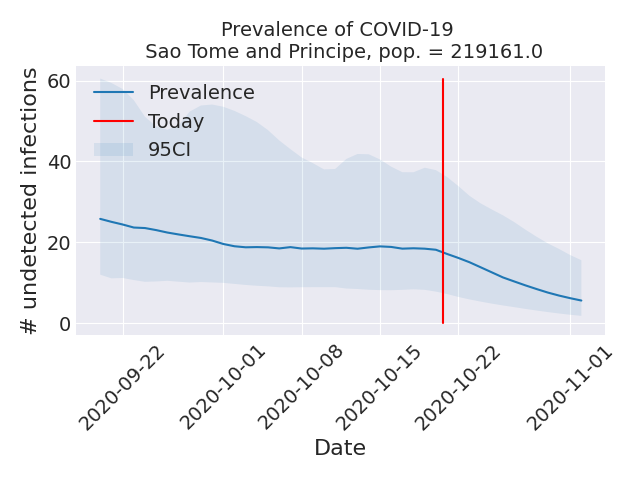 Prevalence of COVID-19
Sao Tome and Principe, pop. = 219161.0
# undetected infections
60
40
20
0
Prevalence
Today
95CI
2020-09-22
2020-10-01
2020-10-08
2020-10-15
2020-10-22
2020-11-01
Date